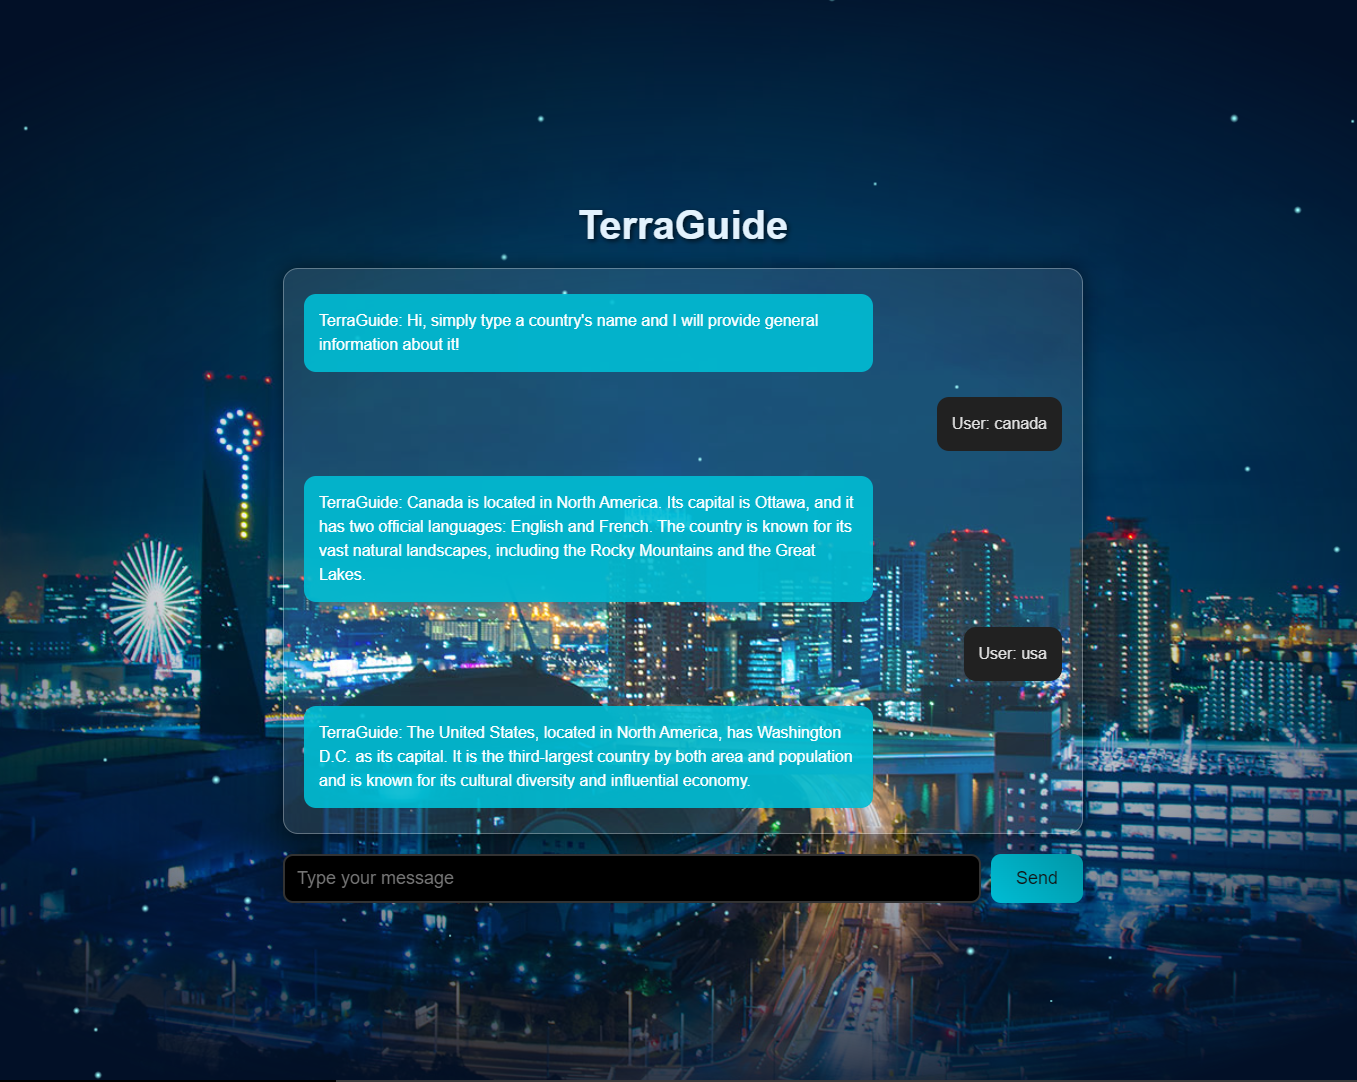 TerraGuide
TerraGuide: Hi, simply type a country's name and I will provide general
information about it!
User: canada
TerraGuide: Canada is located in North America. Its capital is Ottawa, and it
has two official languages: English and French. The country is known for its
vast natural landscapes, including the Rocky Mountains and the Great
Lakes.
User: usa
TerraGuide: The United States, located in North America, has Washington
D.C. as its capital. It is the third-largest country by both area and population
and is known for its cultural diversity and influential economy.
Type your message
Send